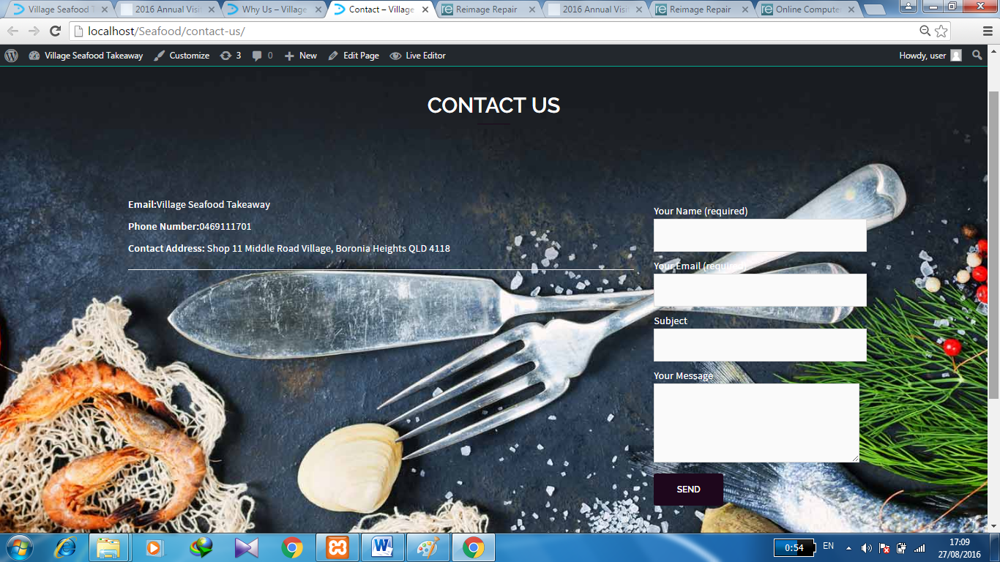 Village Seafood T
2016 Annual Visi
Why Us – Village
Contact – Village
Reimage Repair
2016 Annual Visi
Reimage Repair
Online Compute
localhost/Seafood/contact-us/
Village Seafood Takeaway
Customize
3
0
New
Edit Page
Live Editor
Howdy, user
CONTACT US
Email:Village Seafood Takeaway
Phone Number:0469111701
Contact Address: Shop 11 Middle Road Village, Boronia Heights QLD 4118
Your Name (required)
Your Email (required)
Subject
Your Message
SEND
0:54
EN
17:09
27/08/2016